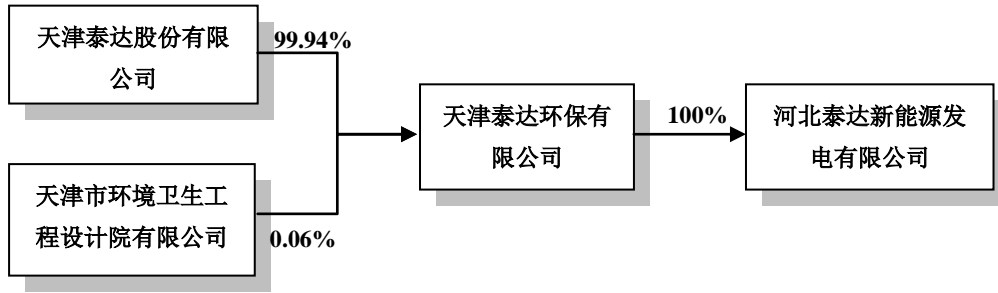 天津泰达股份有限
公司
99.94%
天津市环境卫生工
程设计院有限公司
0.06%
天津泰达环保有
限公司
100%
河北泰达新能源发
电有限公司